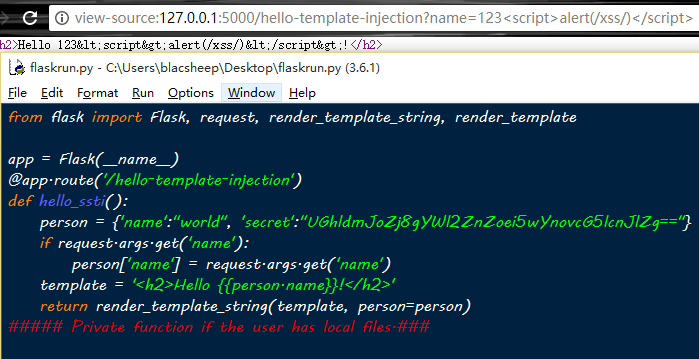 view-source:127.0.0.1:5000/hello-template-injection?name=123<script>alert(/xss/)</script>
h2>Hello 123&lt;script&gt;alert(/xss/)&lt;/script&gt;!</h2>
flaskrun.py - C:\Users\blacsheep\Desktop\flaskrun.py (3.6.1)
File Edit Format Run Options Window Help
from flask import Flask, request, render_template_string, render_template
app = Flask(__name__)
@app.route('/hello-template-injection')
def hello_ssti():
    person = {'name':"world", 'secret':"UGhldmJoZj8gYWl2ZnZoei5wYnovcG5lcnJlZg=="}
    if request.args.get('name'):
        person['name'] = request.args.get('name')
    template = '<h2>Hello {{person.name}}!</h2>'
    return render_template_string(template, person=person)
##### Private function if the user has local files.###